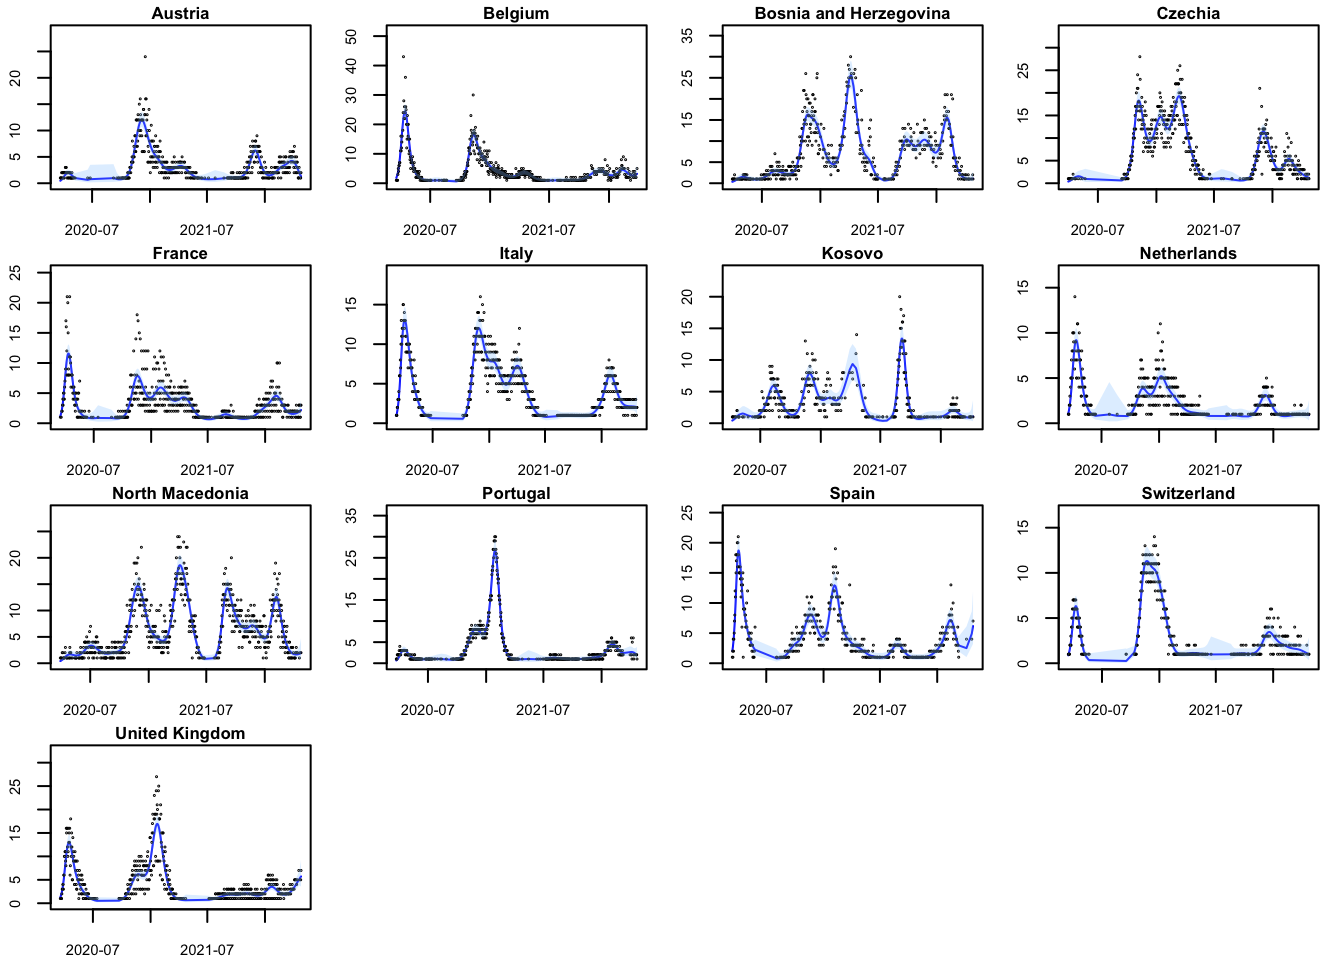 Austria
0 5 10 20
2020-07 2021-07
Belgium
0 10 20 30 40 50
2020-07 2021-07
Bosnia and Herzegovina
0 5 15 25 35
2020-07 2021-07
Czechia
0 5 15 25
2020-07 2021-07
France
0 5 10 15 20 25
2020-07 2021-07
Italy
0 5 10 15
2020-07 2021-07
Kosovo
0 5 10 15 20
2020-07 2021-07
Netherlands
0 5 10 15
2020-07 2021-07
North Macedonia
0 5 10 20
2020-07 2021-07
Portugal
0 5 15 25 35
2020-07 2021-07
Spain
0 5 10 15 20 25
2020-07 2021-07
Switzerland
0 5 10 15
2020-07 2021-07
United Kingdom
0 5 15 25
2020-07 2021-07